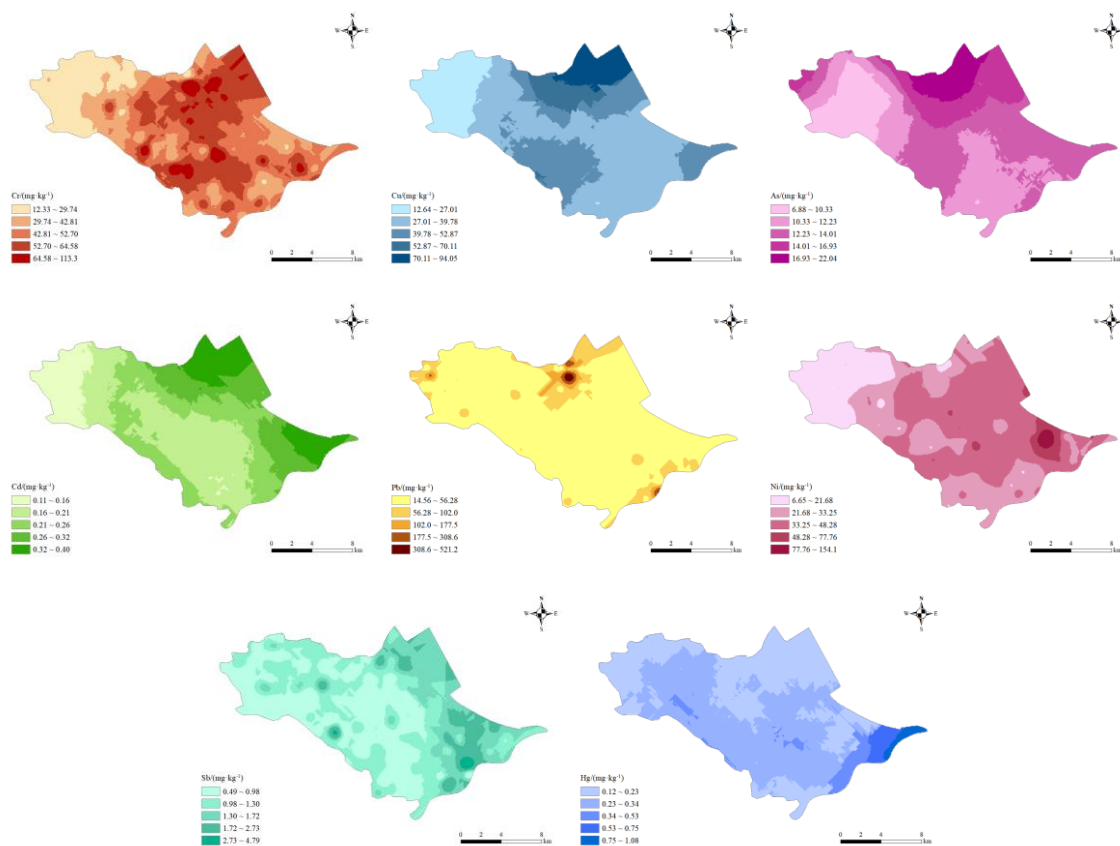 N
W E
S
N
W E
S
N
W E
S
Cr/(mg·kg⁻¹)
12.33 ~ 29.74
29.74 ~ 42.81
42.81 ~ 52.70
52.70 ~ 64.58
64.58 ~ 113.3
0 2 4 8
km
Cu/(mg·kg⁻¹)
12.64 ~ 27.01
27.01 ~ 39.78
39.78 ~ 52.87
52.87 ~ 70.11
70.11 ~ 94.05
0 2 4 8
km
As/(mg·kg⁻¹)
6.88 ~ 10.33
10.33 ~ 12.23
12.23 ~ 14.01
14.01 ~ 16.93
16.93 ~ 22.04
0 2 4 8
km
N
W E
S
N
W E
S
N
W E
S
Cd/(mg·kg⁻¹)
0.11 ~ 0.16
0.16 ~ 0.21
0.21 ~ 0.26
0.26 ~ 0.32
0.32 ~ 0.40
0 2 4 8
km
Pb/(mg·kg⁻¹)
14.56 ~ 56.28
56.28 ~ 102.0
102.0 ~ 177.5
177.5 ~ 308.6
308.6 ~ 521.2
0 2 4 8
km
Ni/(mg·kg⁻¹)
6.65 ~ 21.68
21.68 ~ 33.25
33.25 ~ 48.28
48.28 ~ 77.76
77.76 ~ 154.1
0 2 4 8
km
N
W E
S
N
W E
S
Sb/(mg·kg⁻¹)
0.49 ~ 0.98
0.98 ~ 1.30
1.30 ~ 1.72
1.72 ~ 2.73
2.73 ~ 4.79
0 2 4 8
km
Hg/(mg·kg⁻¹)
0.12 ~ 0.23
0.23 ~ 0.34
0.34 ~ 0.53
0.53 ~ 0.75
0.75 ~ 1.08
0 2 4 8
km